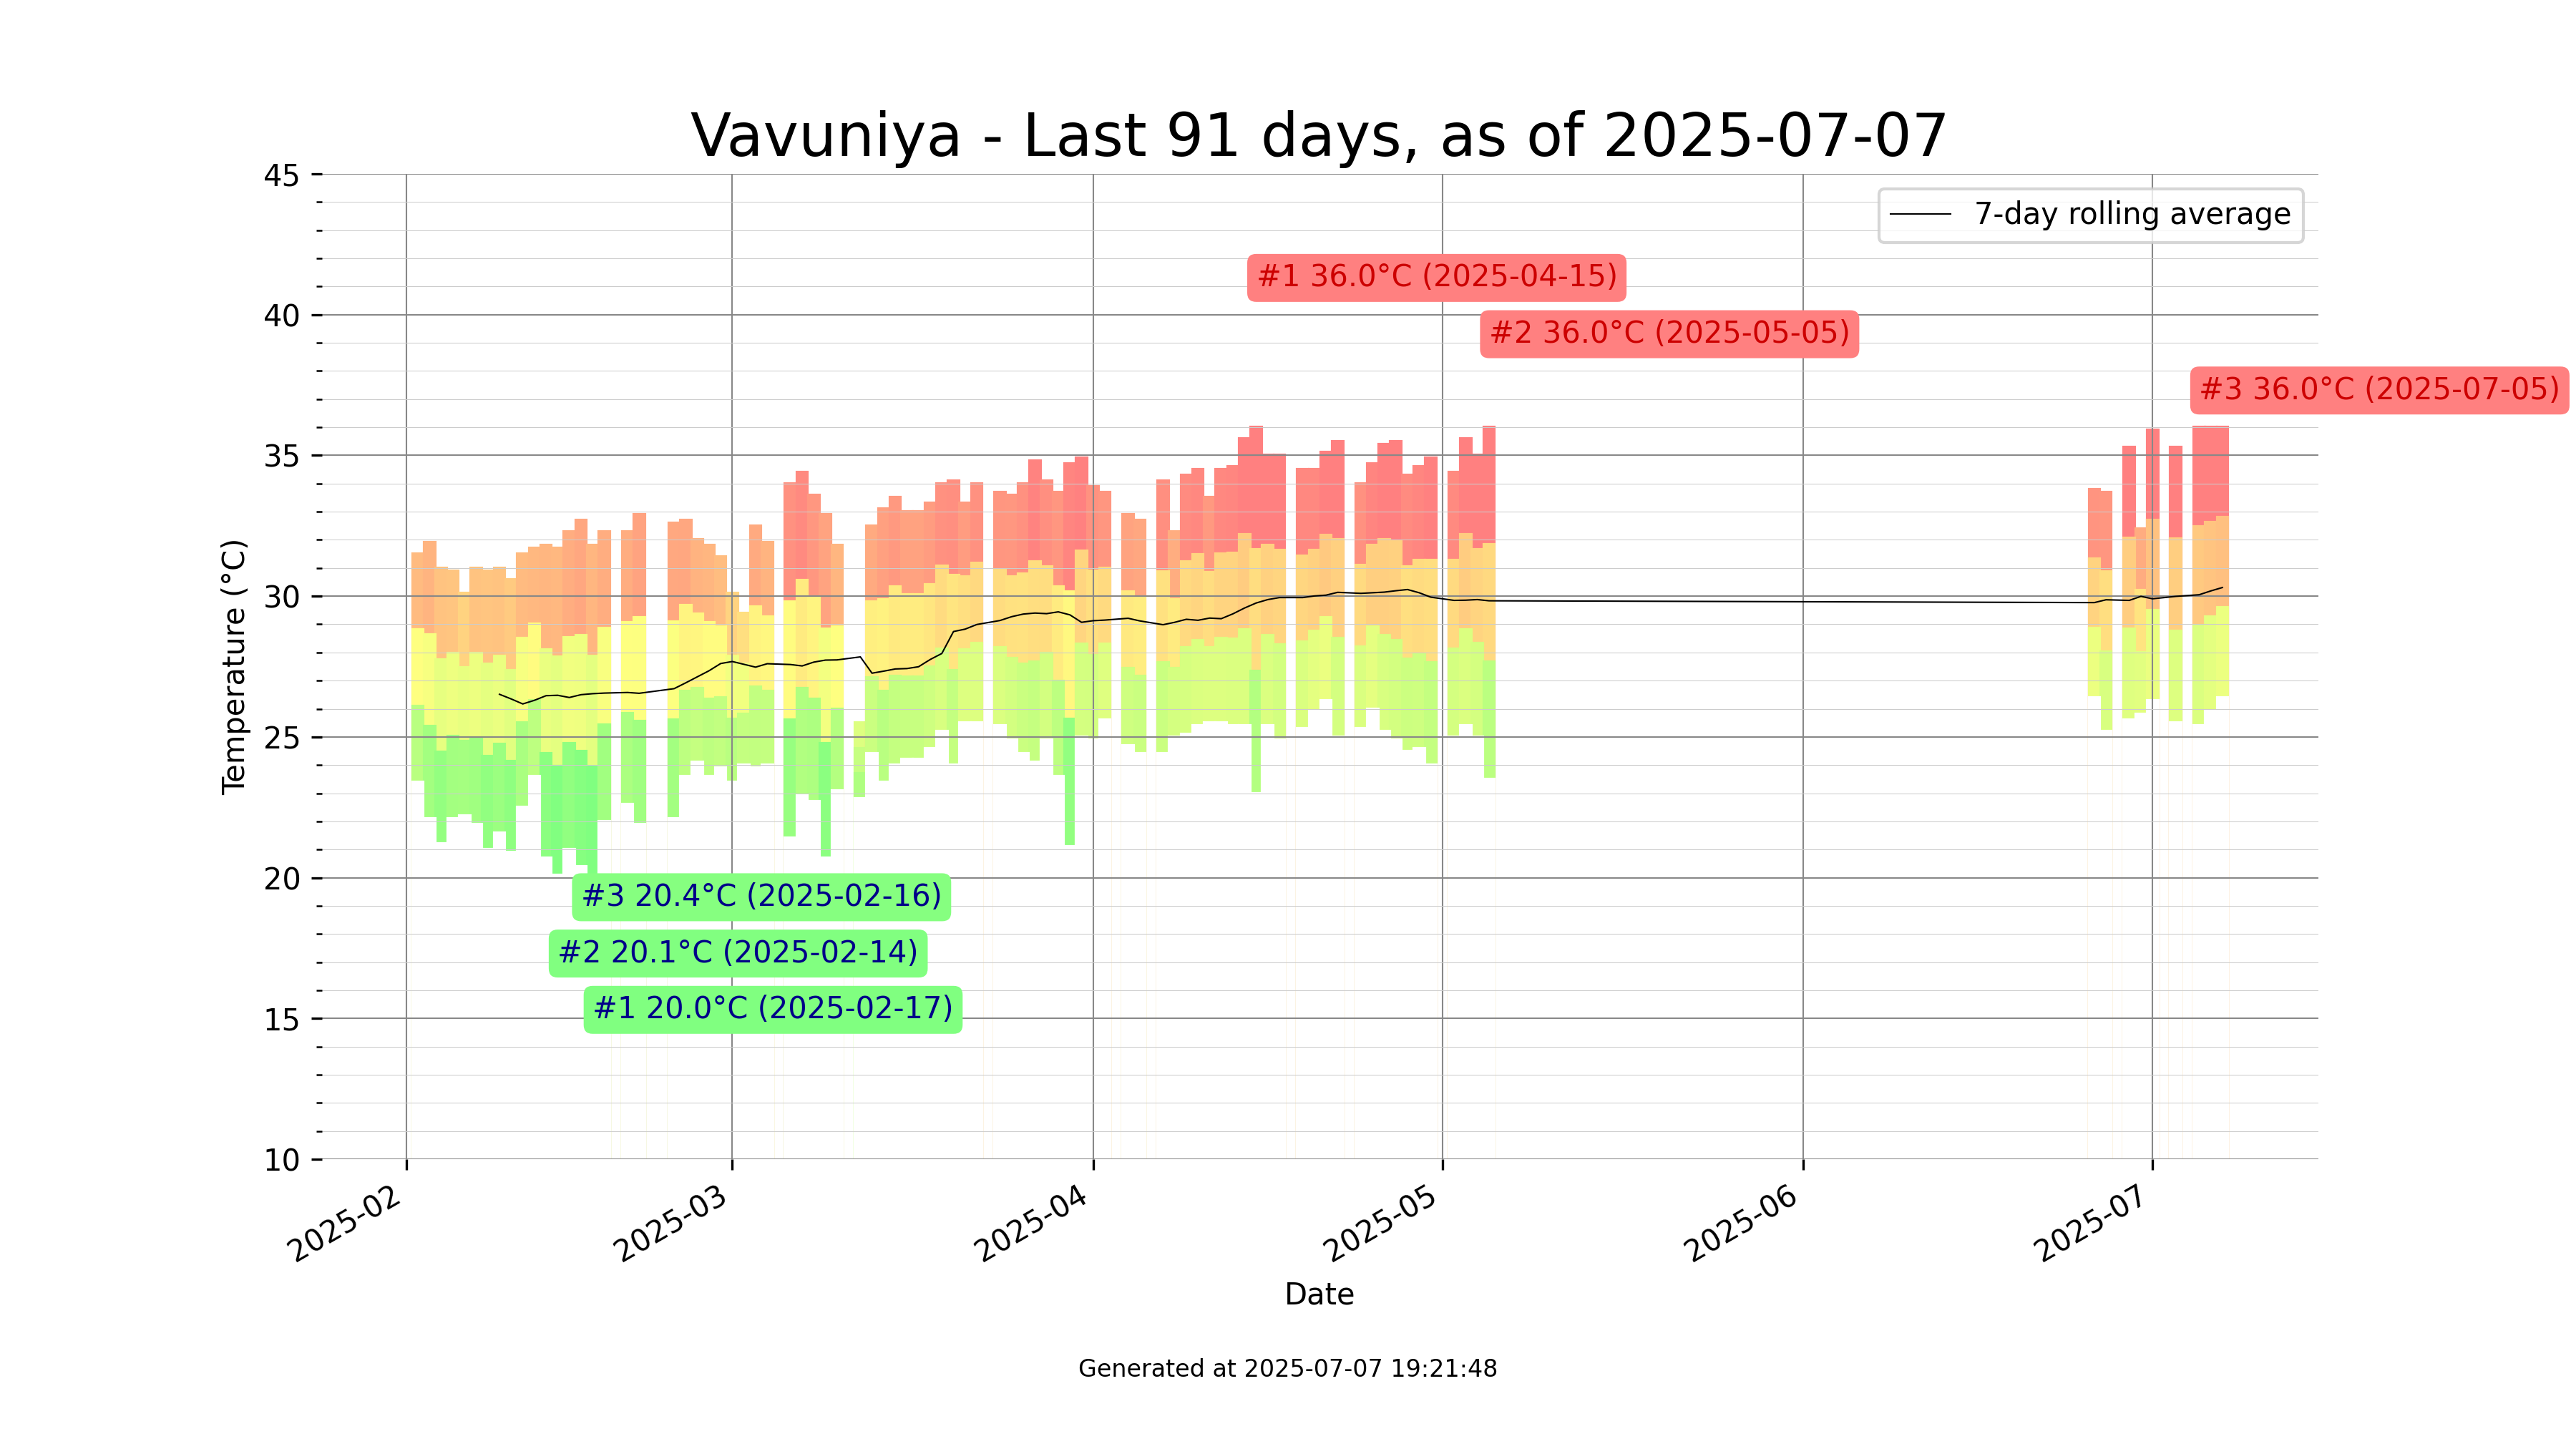 Vavuniya - Last 91 days, as of 2025-07-07
45
7-day rolling average
#1 36.0°C (2025-04-15)
40
#2 36.0°C (2025-05-05)
#3 36.0°C (2025-07-05)
35
30
Temperature (°C)
25
20
#3 20.4°C (2025-02-16)
#2 20.1°C (2025-02-14)
#1 20.0°C (2025-02-17)
15
10
2025-02 2025-03 2025-04 2025-05 2025-06 2025-07
Date
Generated at 2025-07-07 19:21:48